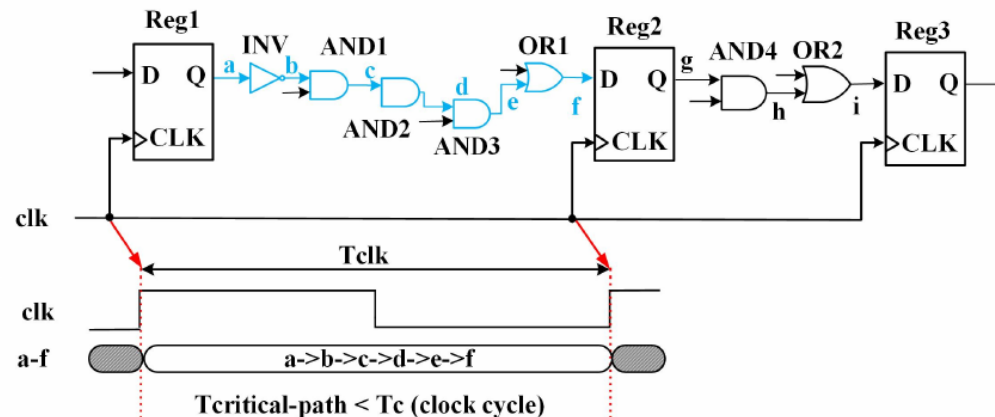 Reg1
INV
AND1
OR1
Reg2
AND4
OR2
Reg3
D
Q
a
b
c
d
e
f
D
Q
g
h
i
D
Q
AND2
AND3
CLK
CLK
CLK
clk
Tclk
clk
a-f
a->b->c->d->e->f
Tcritical-path < Tc (clock cycle)